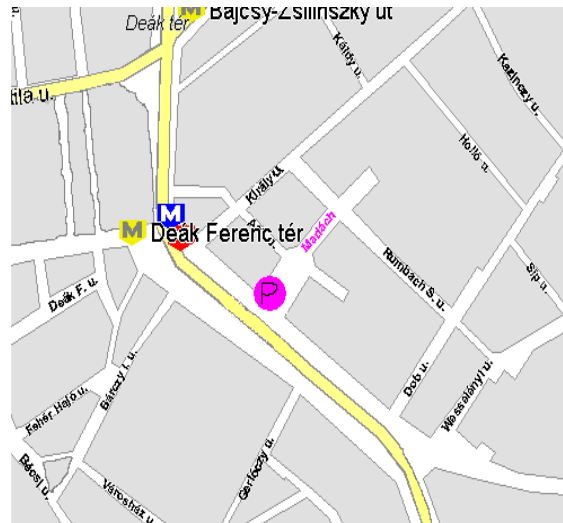 M Bajcsy-Zsilinszky út
Deák tér
Káldy u.
Kazinczy u.
Holló u.
Király u.
M
M Deák Ferenc tér
Madách
Rumbach S. u.
Síp u.
Deák F. u.
P
Bárczy I. u.
Dob u.
Wesselényi u.
Fehér Hajó u.
Gerlóczy u.
Bécsi u.
Városház u.